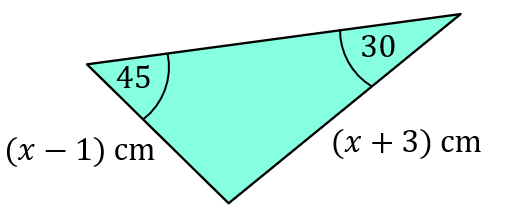 45
30
(x − 1) cm
(x + 3) cm